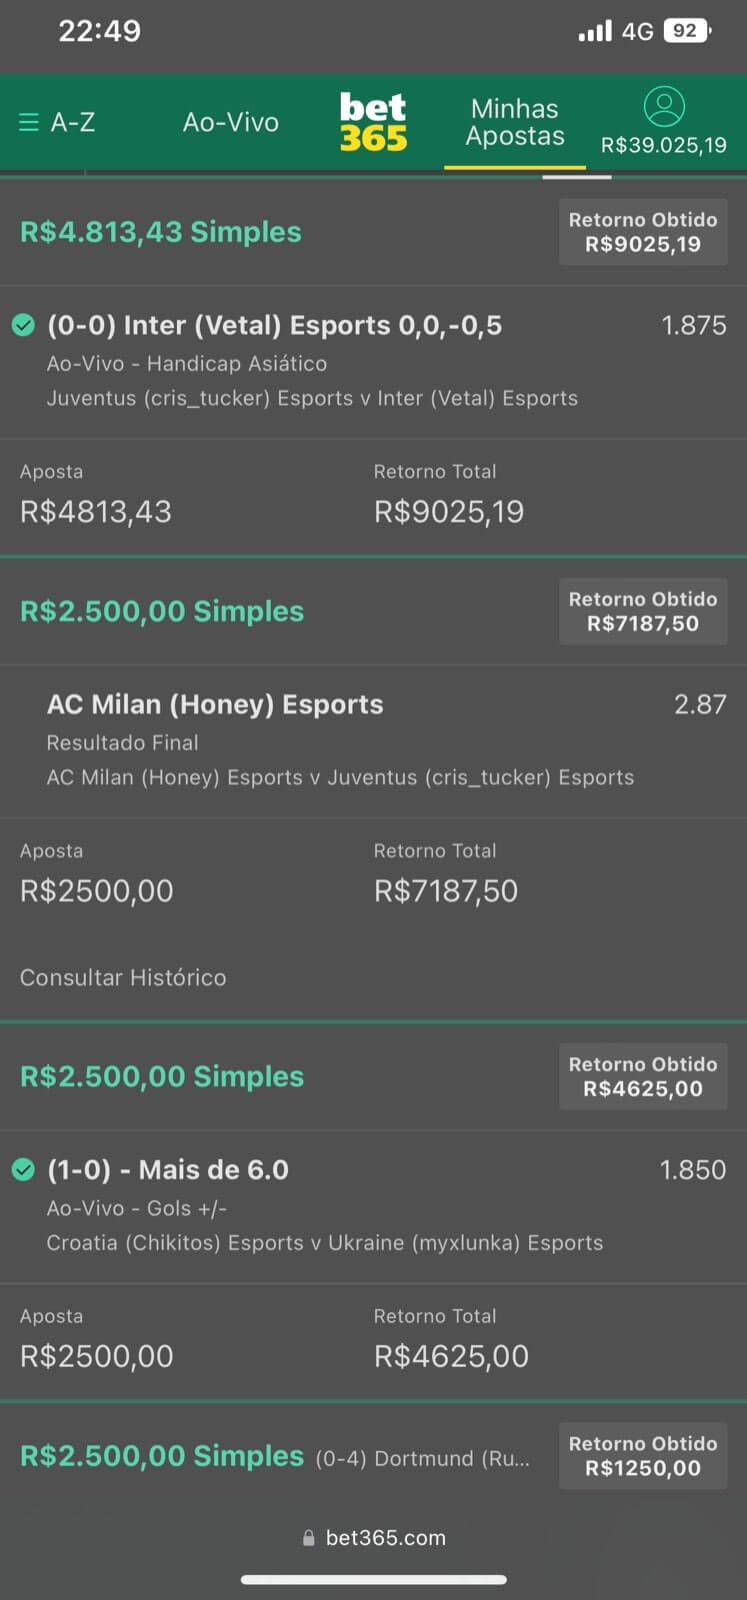 22:49
4G 92
A-Z
Ao-Vivo
bet
365
Minhas
Apostas
R$39.025,19
R$4.813,43 Simples
Retorno Obtido
R$9025,19
(0-0) Inter (Vetal) Esports 0,0,-0,5
1.875
Ao-Vivo - Handicap Asiático
Juventus (cris_tucker) Esports v Inter (Vetal) Esports
Aposta
Retorno Total
R$4813,43
R$9025,19
R$2.500,00 Simples
Retorno Obtido
R$7187,50
AC Milan (Honey) Esports
2.87
Resultado Final
AC Milan (Honey) Esports v Juventus (cris_tucker) Esports
Aposta
Retorno Total
R$2500,00
R$7187,50
Consultar Histórico
R$2.500,00 Simples
Retorno Obtido
R$4625,00
(1-0) - Mais de 6.0
1.850
Ao-Vivo - Gols +/-
Croatia (Chikitos) Esports v Ukraine (myxlunka) Esports
Aposta
Retorno Total
R$2500,00
R$4625,00
R$2.500,00 Simples (0-4) Dortmund (Ru...
Retorno Obtido
R$1250,00
bet365.com